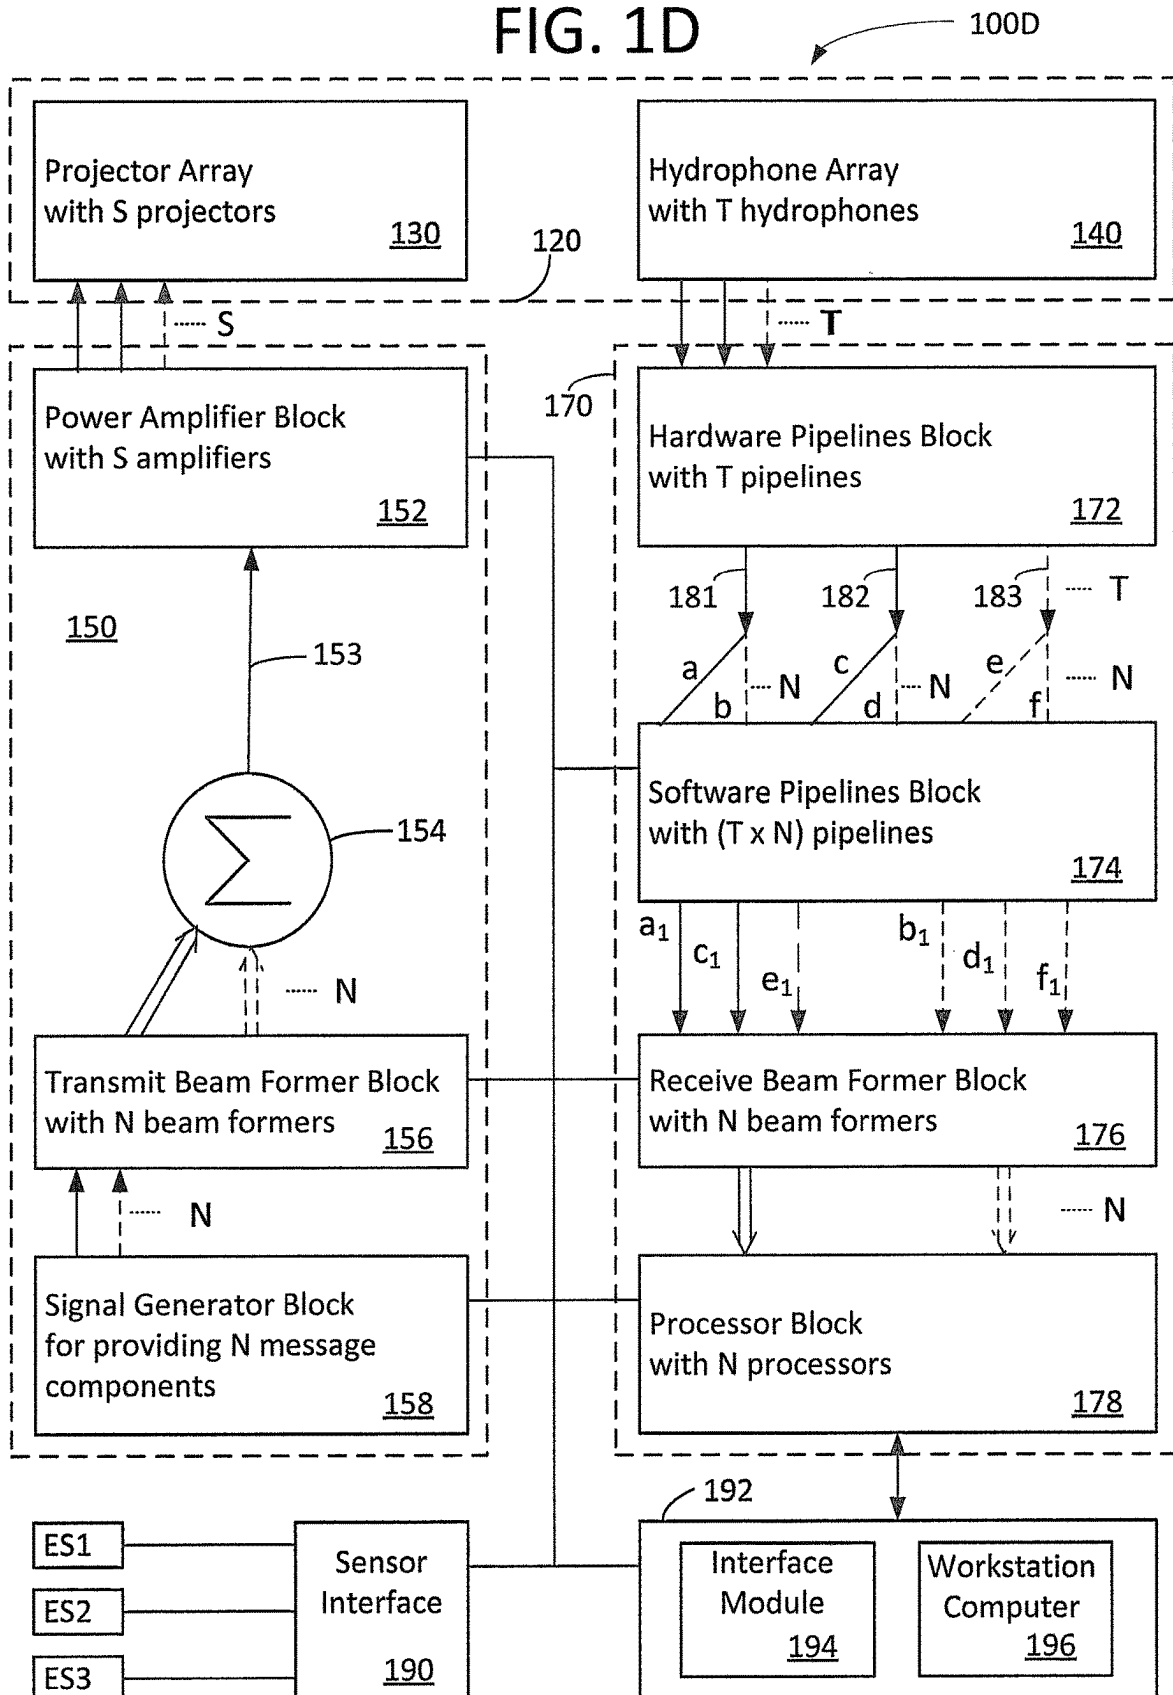 FIG. 1D
100D
Projector Array
with S projectors
130
Hydrophone Array
with T hydrophones
140
120
S
T
Power Amplifier Block
with S amplifiers
152
170
Hardware Pipelines Block
with T pipelines
172
150
153
181
182
183
T
a
b
N
c
d
N
e
f
N
154
Σ
Software Pipelines Block
with (T x N) pipelines
174
a1
c1
e1
b1
d1
f1
N
Transmit Beam Former Block
with N beam formers
156
Receive Beam Former Block
with N beam formers
176
N
N
Signal Generator Block
for providing N message
components
158
Processor Block
with N processors
178
192
ES1
ES2
ES3
Sensor
Interface
190
Interface
Module
194
Workstation
Computer
196